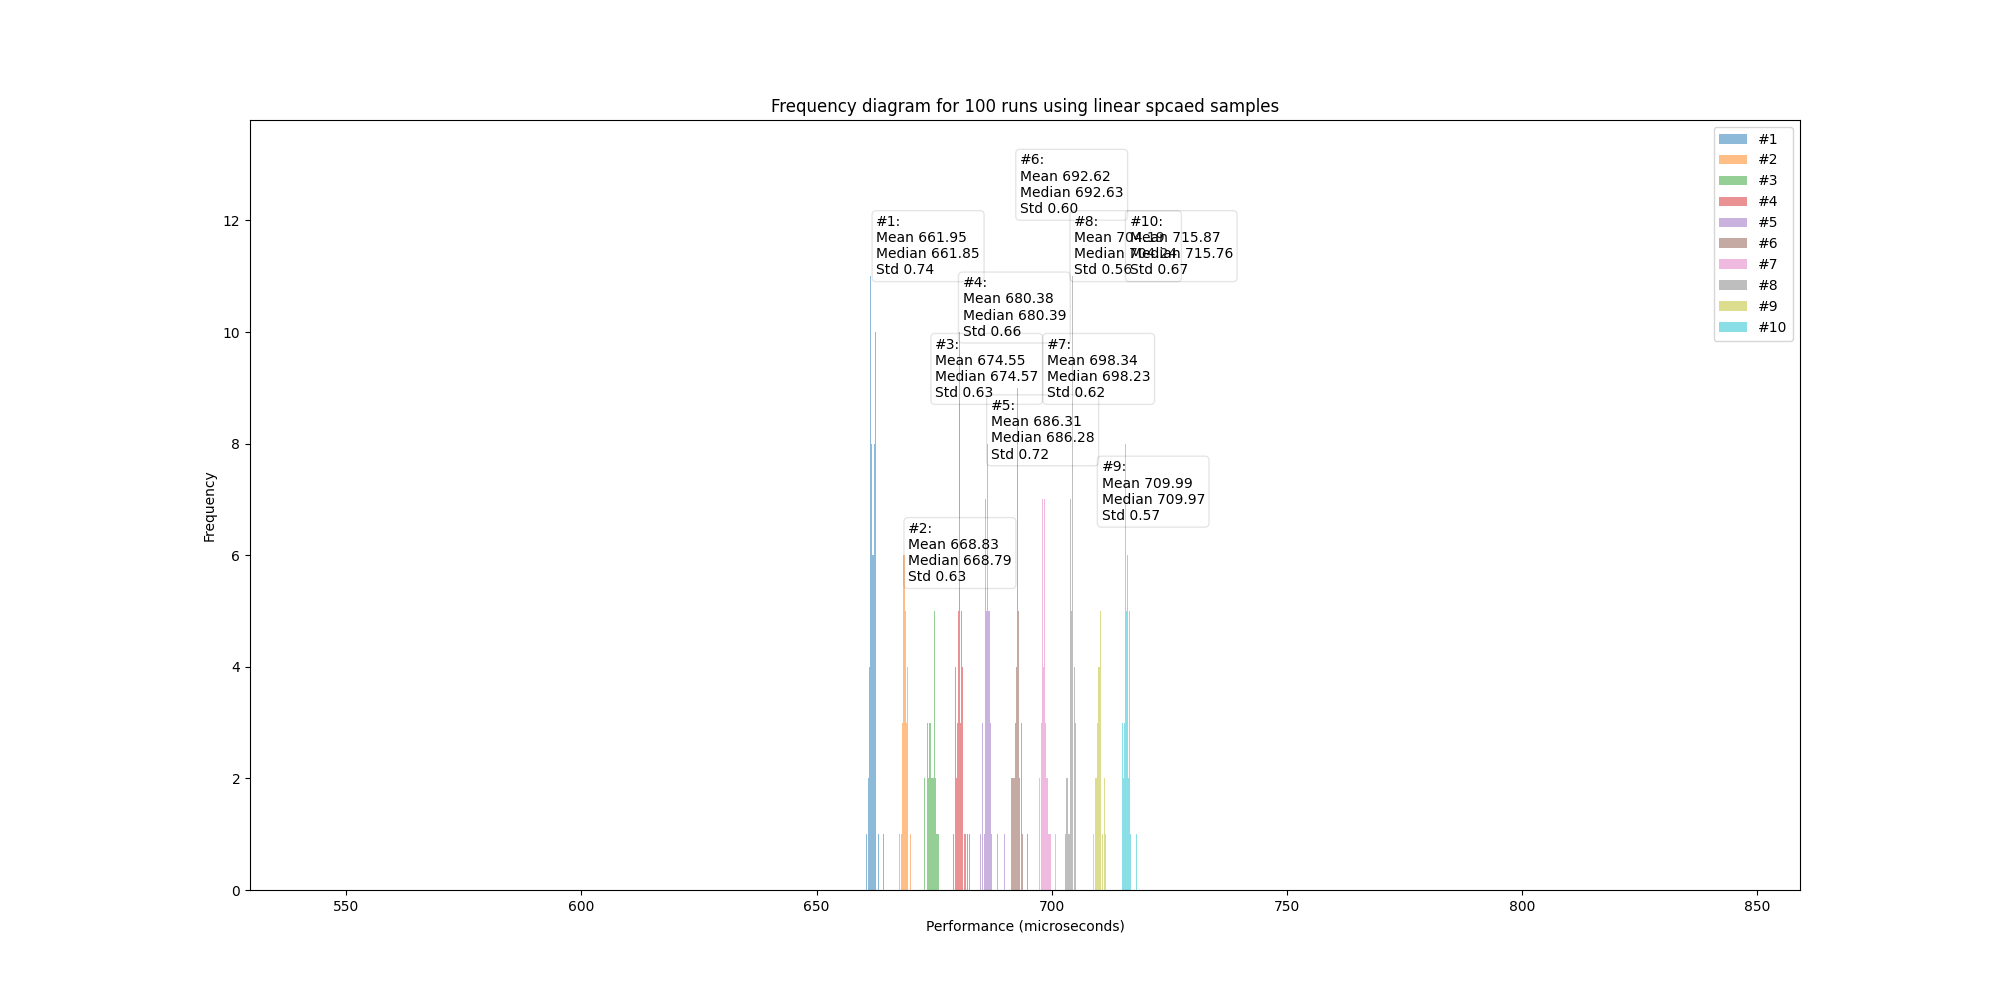 Frequency diagram for 100 runs using linear spcaed samples
#1
#2
#3
#4
#5
#6
#7
#8
#9
#10
#6:
Mean 692.62
Median 692.63
Std 0.60
#1:
Mean 661.95
Median 661.85
Std 0.74
#8:
Mean 704.19
Median 704.24
Std 0.56
#10:
Mean 715.87
Median 715.76
Std 0.67
#4:
Mean 680.38
Median 680.39
Std 0.66
#3:
Mean 674.55
Median 674.57
Std 0.63
#7:
Mean 698.34
Median 698.23
Std 0.62
#5:
Mean 686.31
Median 686.28
Std 0.72
#9:
Mean 709.99
Median 709.97
Std 0.57
#2:
Mean 668.83
Median 668.79
Std 0.63
Frequency
12
10
8
6
4
2
0
550
600
650
700
750
800
850
Performance (microseconds)